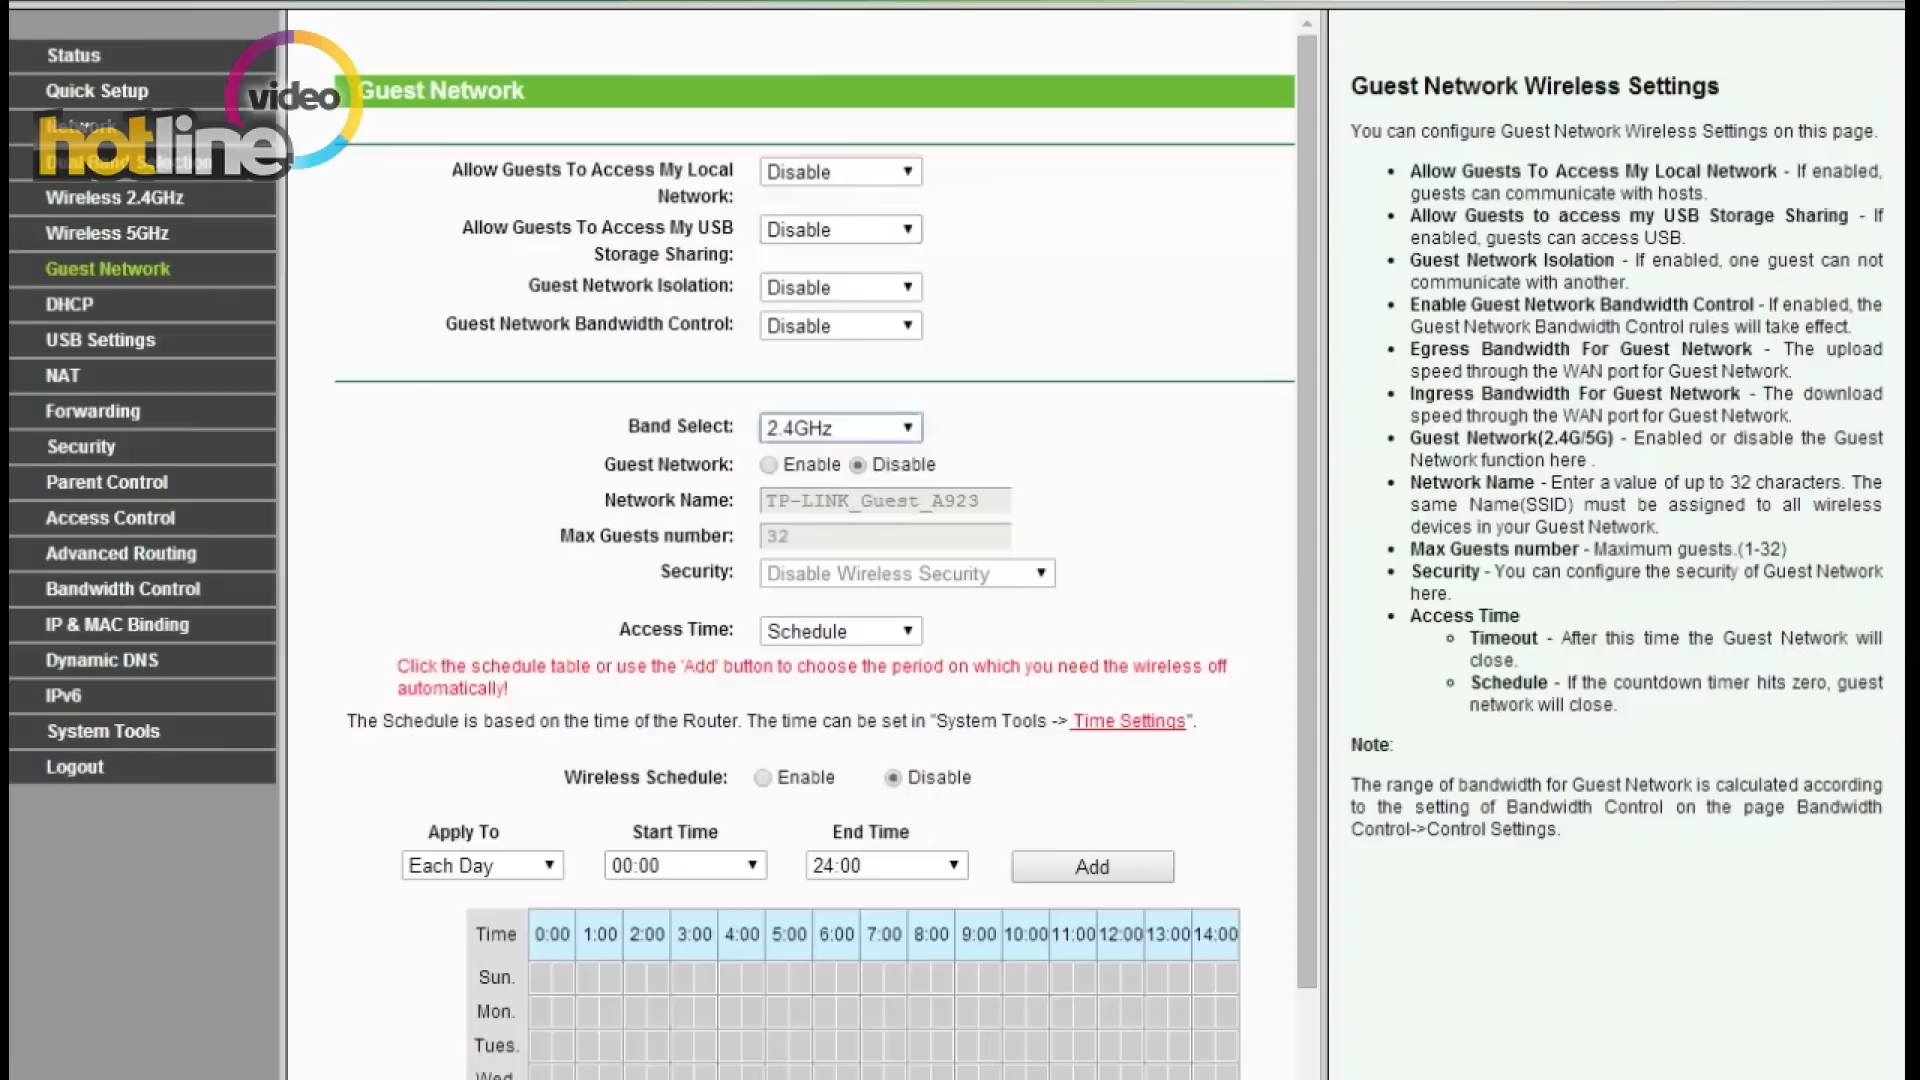 Status
Quick Setup
Network
Dual Band Selection
Wireless 2.4GHz
Wireless 5GHz
Guest Network
DHCP
USB Settings
NAT
Forwarding
Security
Parent Control
Access Control
Advanced Routing
Bandwidth Control
IP & MAC Binding
Dynamic DNS
IPv6
System Tools
Logout
video
hotline
Guest Network
Allow Guests To Access My Local
Network:
Disable
Allow Guests To Access My USB
Storage Sharing:
Disable
Guest Network Isolation: Disable
Guest Network Bandwidth Control: Disable
Band Select: 2.4GHz
Guest Network: Enable Disable
Network Name: TP-LINK_Guest_A923
Max Guests number: 32
Security: Disable Wireless Security
Access Time: Schedule
Click the schedule table or use the 'Add' button to choose the period on which you need the wireless off
automatically!
The Schedule is based on the time of the Router. The time can be set in "System Tools -> Time Settings".
Wireless Schedule: Enable Disable
Apply To Start Time End Time
Each Day 00:00 24:00 Add
Time 0:00 1:00 2:00 3:00 4:00 5:00 6:00 7:00 8:00 9:00 10:00 11:00 12:00 13:00 14:00
Sun.
Mon.
Tues.
Wed.
Guest Network Wireless Settings
You can configure Guest Network Wireless Settings on this page.
• Allow Guests To Access My Local Network - If enabled,
guests can communicate with hosts.
• Allow Guests to access my USB Storage Sharing - If
enabled, guests can access USB.
• Guest Network Isolation - If enabled, one guest can not
communicate with another.
• Enable Guest Network Bandwidth Control - If enabled, the
Guest Network Bandwidth Control rules will take effect.
• Egress Bandwidth For Guest Network - The upload
speed through the WAN port for Guest Network.
• Ingress Bandwidth For Guest Network - The download
speed through the WAN port for Guest Network.
• Guest Network(2.4G/5G) - Enabled or disable the Guest
Network function here .
• Network Name - Enter a value of up to 32 characters. The
same Name(SSID) must be assigned to all wireless
devices in your Guest Network.
• Max Guests number - Maximum guests.(1-32)
• Security - You can configure the security of Guest Network
here.
• Access Time
Timeout - After this time the Guest Network will
close.
Schedule - If the countdown timer hits zero, guest
network will close.
Note:
The range of bandwidth for Guest Network is calculated according
to the setting of Bandwidth Control on the page Bandwidth
Control->Control Settings.